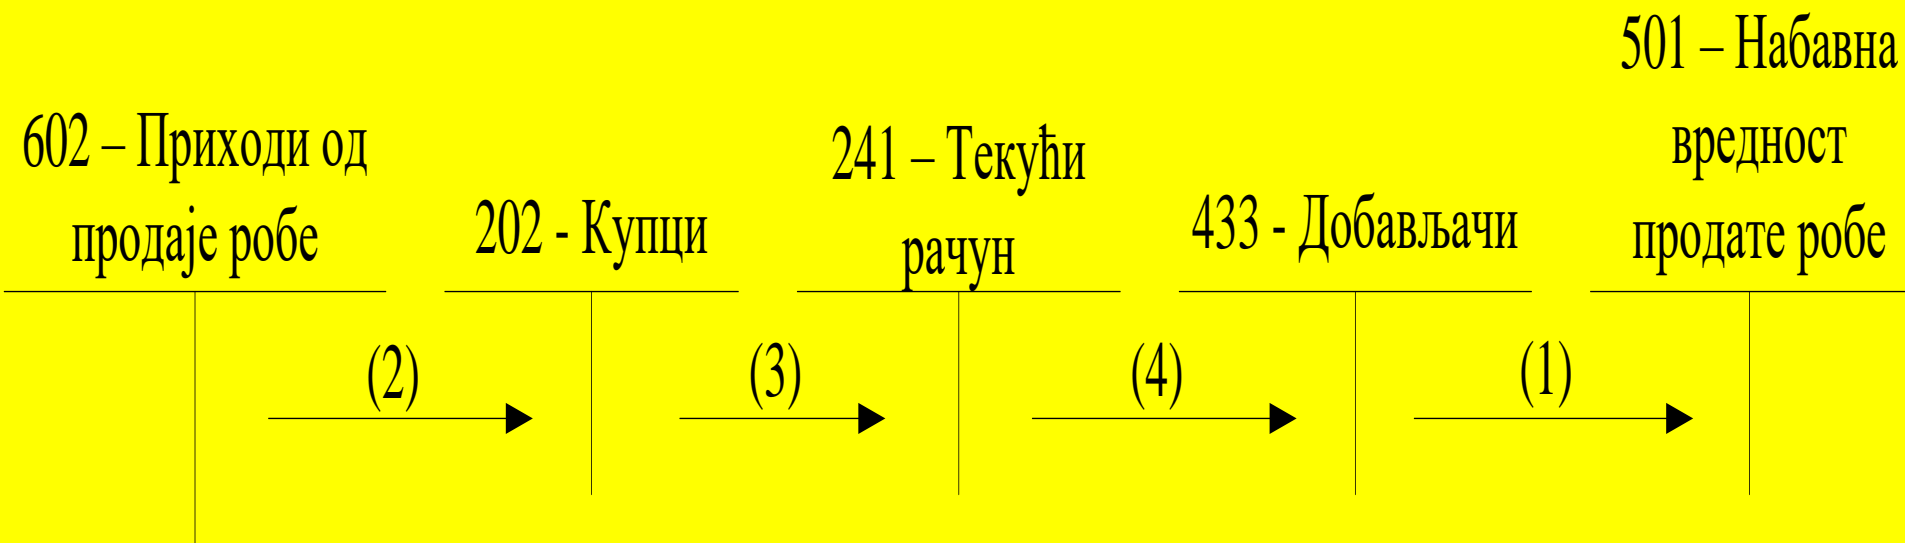 602 – Приходи од
продаје робе
202 - Купци
241 – Текући
рачун
433 - Добављачи
501 – Набавна
вредност
продате робе
(2)
(3)
(4)
(1)